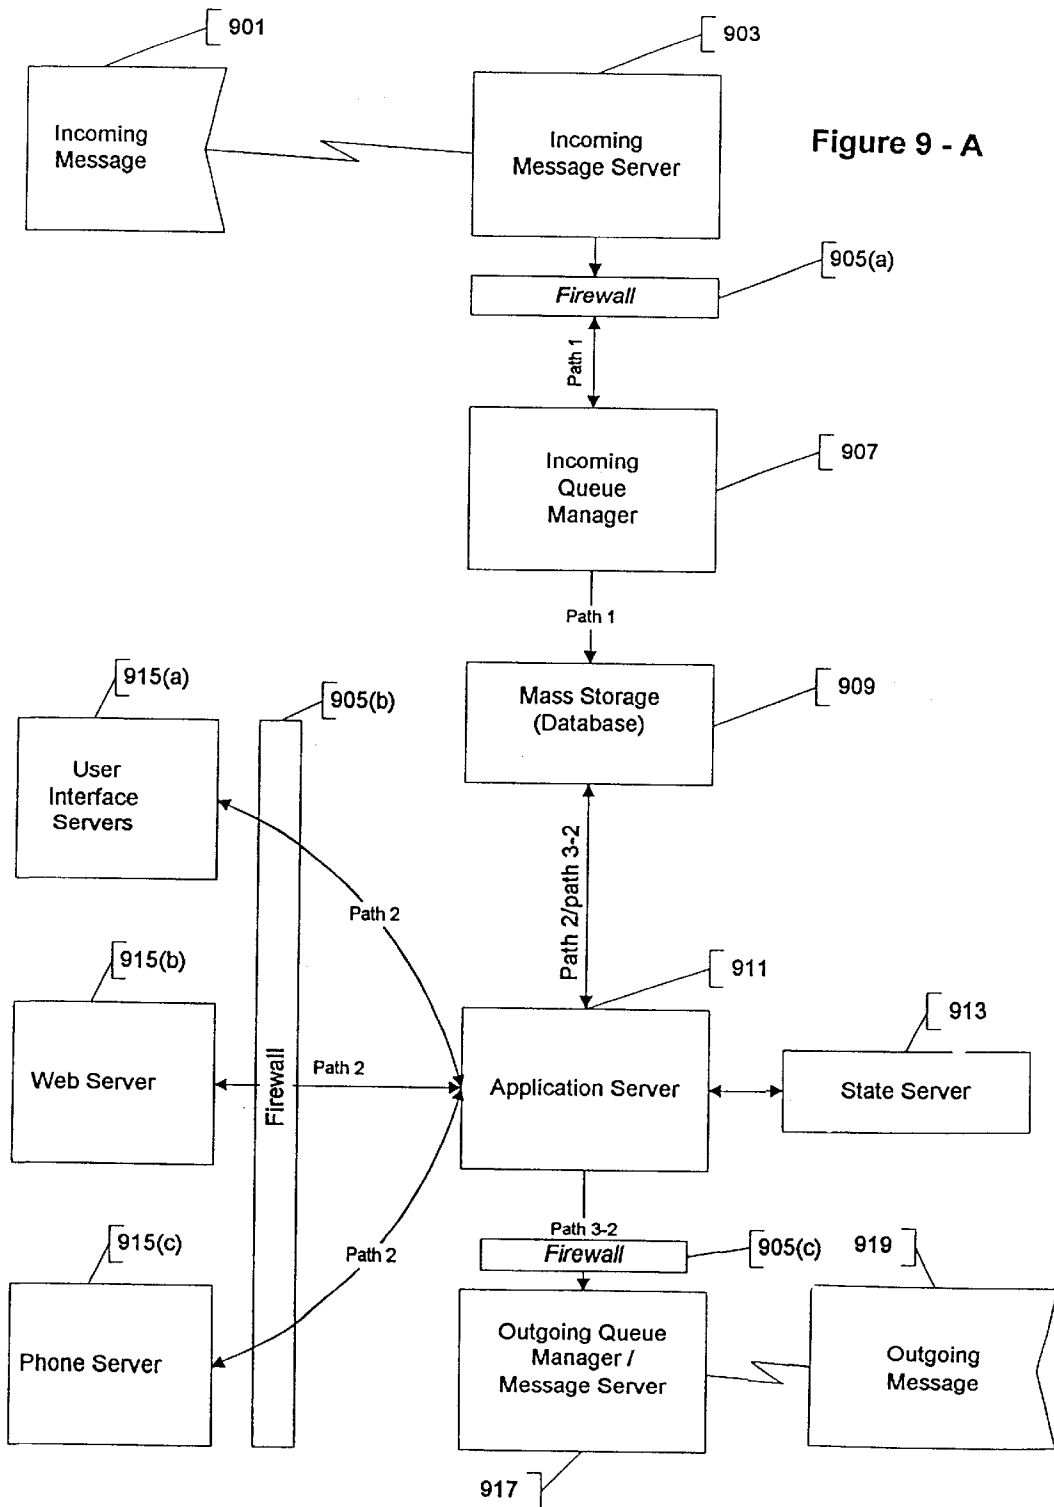 901
903
Incoming
Message
Incoming
Message Server
Figure 9 - A
905(a)
Firewall
Path 1
907
Incoming
Queue
Manager
Path 1
915(a)
905(b)
909
Mass Storage
(Database)
User
Interface
Servers
Path 2/path 3-2
Path 2
915(b)
911
913
Firewall
Web Server
Path 2
Application Server
State Server
915(c)
Path 2
Path 3-2
Firewall
905(c)
919
Phone Server
Outgoing Queue
Manager /
Message Server
Outgoing
Message
917